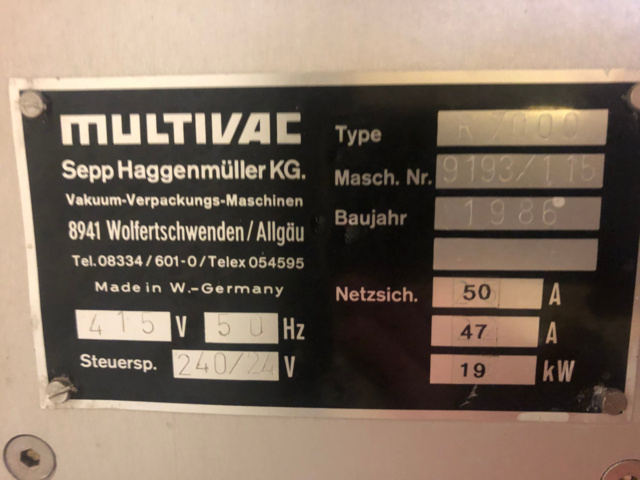 MULTIVAC
Sepp Haggenmüller KG.
Vakuum-Verpackungs-Maschinen
8941 Wolfertschwenden/Allgäu
Tel. 08334/601-0/Telex 054595
Made in W.-Germany
415 V 50 Hz
Steuersp. 240/24 V
Type R 7000
Masch. Nr. 9193/115
Baujahr 1986
Netzsich. 50 A
47 A
19 kW